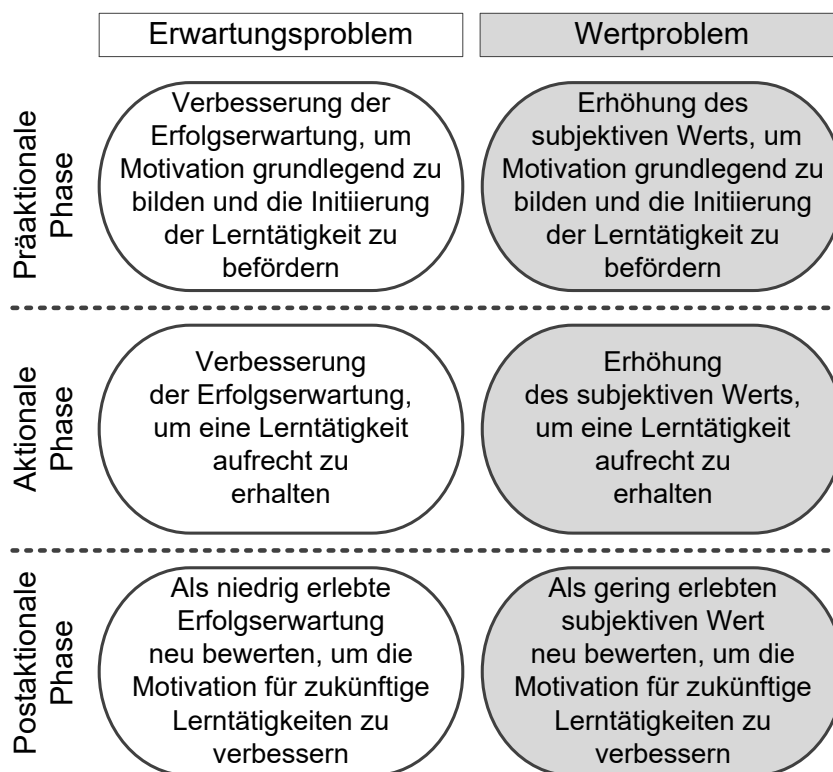 Erwartungsproblem
Wertproblem
Präaktionale
Phase
Verbesserung der
Erfolgserwartung, um
Motivation grundlegend zu
bilden und die Initiierung
der Lerntätigkeit zu
befördern
Erhöhung des
subjektiven Werts, um
Motivation grundlegend zu
bilden und die Initiierung
der Lerntätigkeit zu
befördern
Aktionale
Phase
Verbesserung
der Erfolgserwartung,
um eine Lerntätigkeit
aufrecht zu
erhalten
Erhöhung
des subjektiven Werts,
um eine Lerntätigkeit
aufrecht zu
erhalten
Postaktionale
Phase
Als niedrig erlebte
Erfolgserwartung
neu bewerten, um die
Motivation für zukünftige
Lerntätigkeiten zu
verbessern
Als gering erlebten
subjektiven Wert
neu bewerten, um die
Motivation für zukünftige
Lerntätigkeiten zu
verbessern